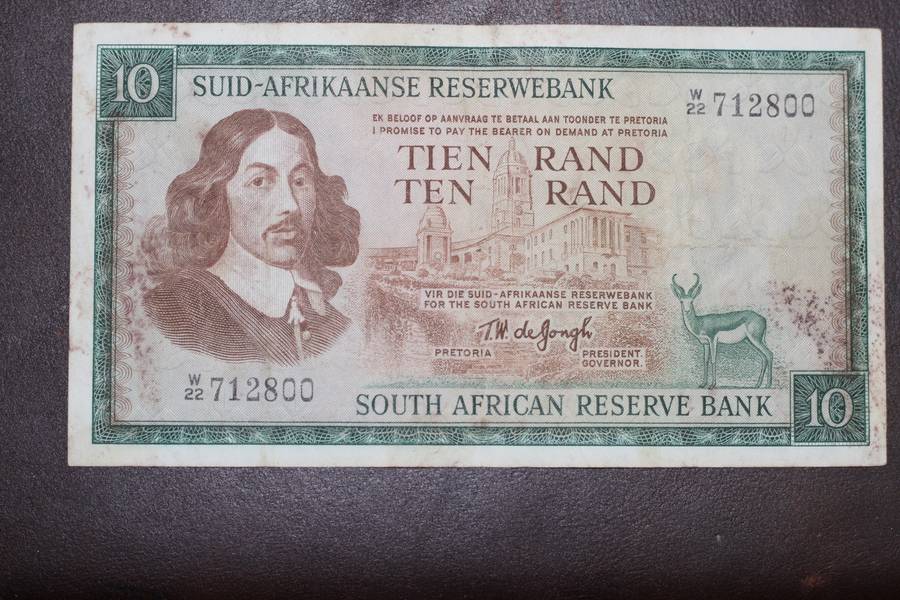 10
SUID-AFRIKAANSE RESERWEBANK
W/22 712800
EK BELOOF OP AANVRAAG TE BETAAL AAN TOONDER TE PRETORIA
I PROMISE TO PAY THE BEARER ON DEMAND AT PRETORIA
TIEN RAND
TEN RAND
VIR DIE SUID-AFRIKAANSE RESERWEBANK
FOR THE SOUTH AFRICAN RESERVE BANK
T.W. de Jongh
PRETORIA
PRESIDENT.
GOVERNOR.
W/22 712800
SOUTH AFRICAN RESERVE BANK
10